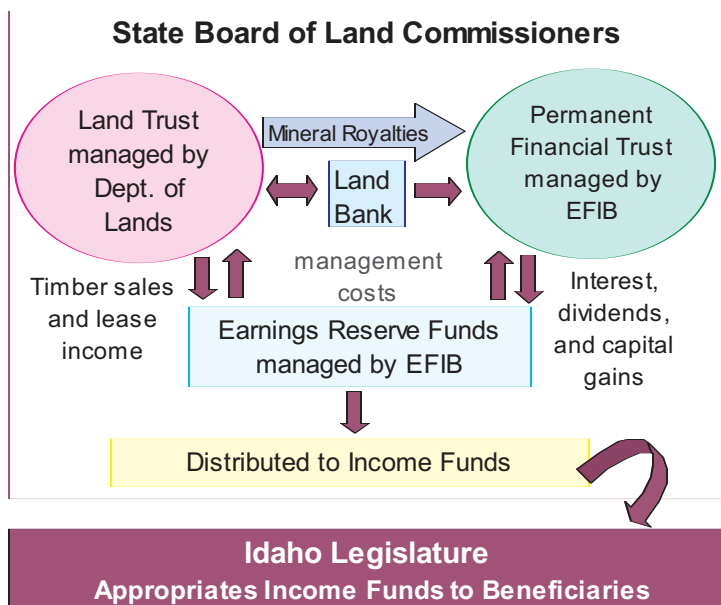 State Board of Land Commissioners
Land Trust
managed by
Dept. of
Lands
Mineral Royalties
Land
Bank
Permanent
Financial Trust
managed by
EFIB
Timber sales
and lease
income
management
costs
Interest,
dividends,
and capital
gains
Earnings Reserve Funds
managed by EFIB
Distributed to Income Funds
Idaho Legislature
Appropriates Income Funds to Beneficiaries